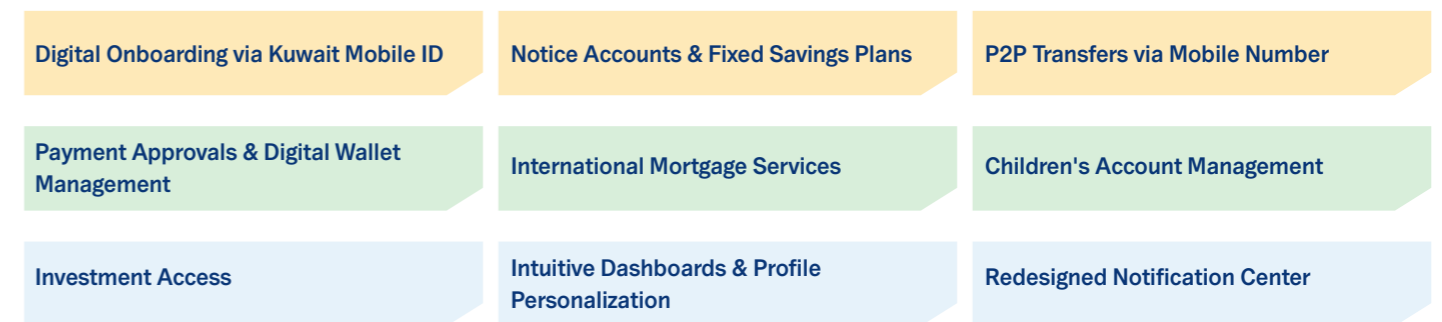 Digital Onboarding via Kuwait Mobile ID
Notice Accounts & Fixed Savings Plans
P2P Transfers via Mobile Number
Payment Approvals & Digital Wallet
Management
International Mortgage Services
Children's Account Management
Investment Access
Intuitive Dashboards & Profile
Personalization
Redesigned Notification Center